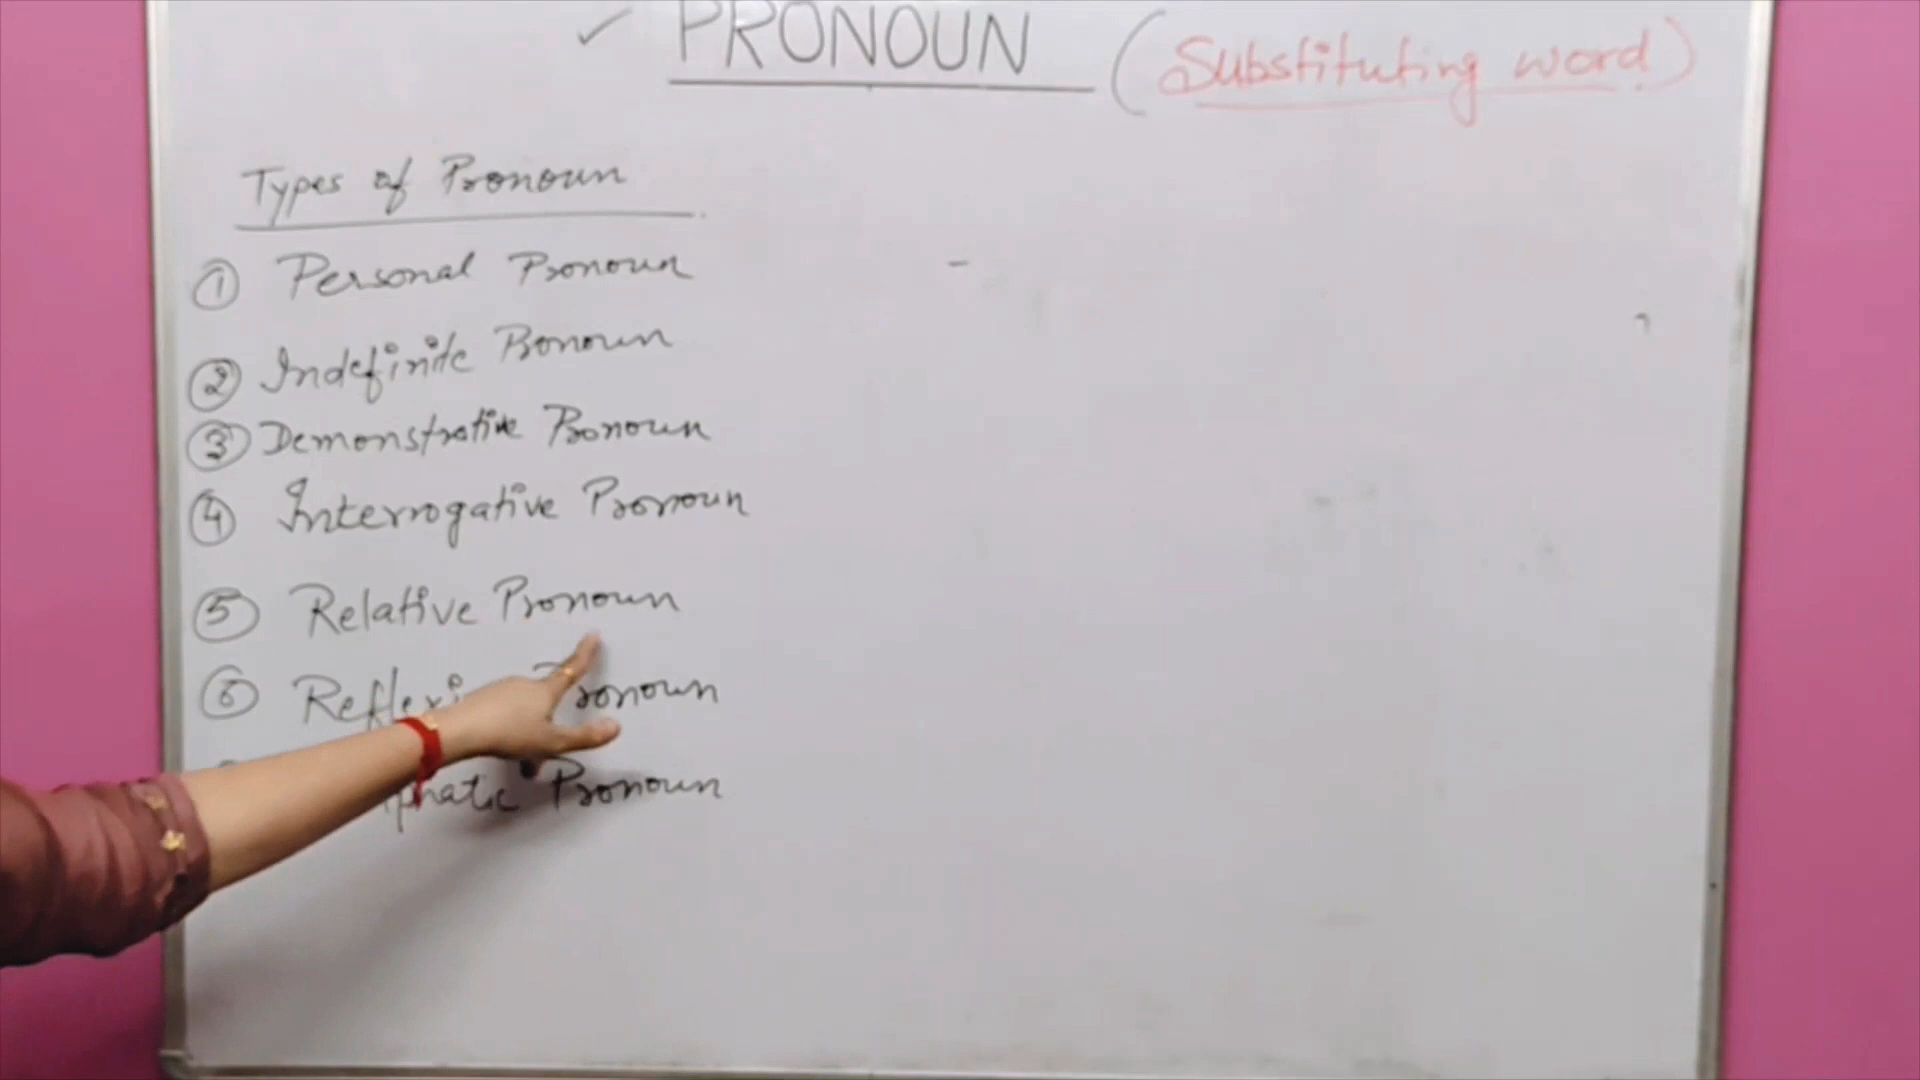 ✓ PRONOUN (Substituting word)
Types of Pronoun
① Personal Pronoun
② Indefinite Pronoun
③ Demonstrative Pronoun
④ Interrogative Pronoun
⑤ Relative Pronoun
⑥ Pronoun
Pronoun